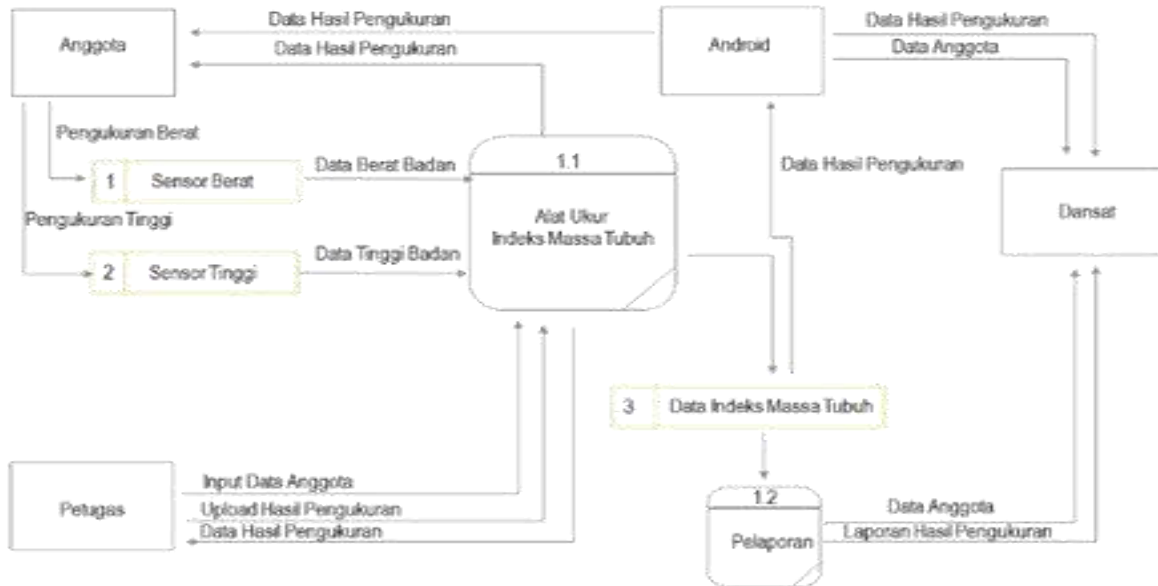 Data Hasil Pengukuran
Data Hasil Pengukuran
Anggota
Android
Data Hasil Pengukuran
Data Anggota
Pengukuran Berat
1 Sensor Berat
Data Berat Badan
1.1
Alat Ukur
Indeks Massa Tubuh
Data Hasil Pengukuran
Dansat
Pengukuran Tinggi
2 Sensor Tinggi
Data Tinggi Badan
3 Data Indeks Massa Tubuh
Petugas
Input Data Anggota
Upload Hasil Pengukuran
Data Hasil Pengukuran
1.2
Pelaporan
Data Anggota
Laporan Hasil Pengukuran